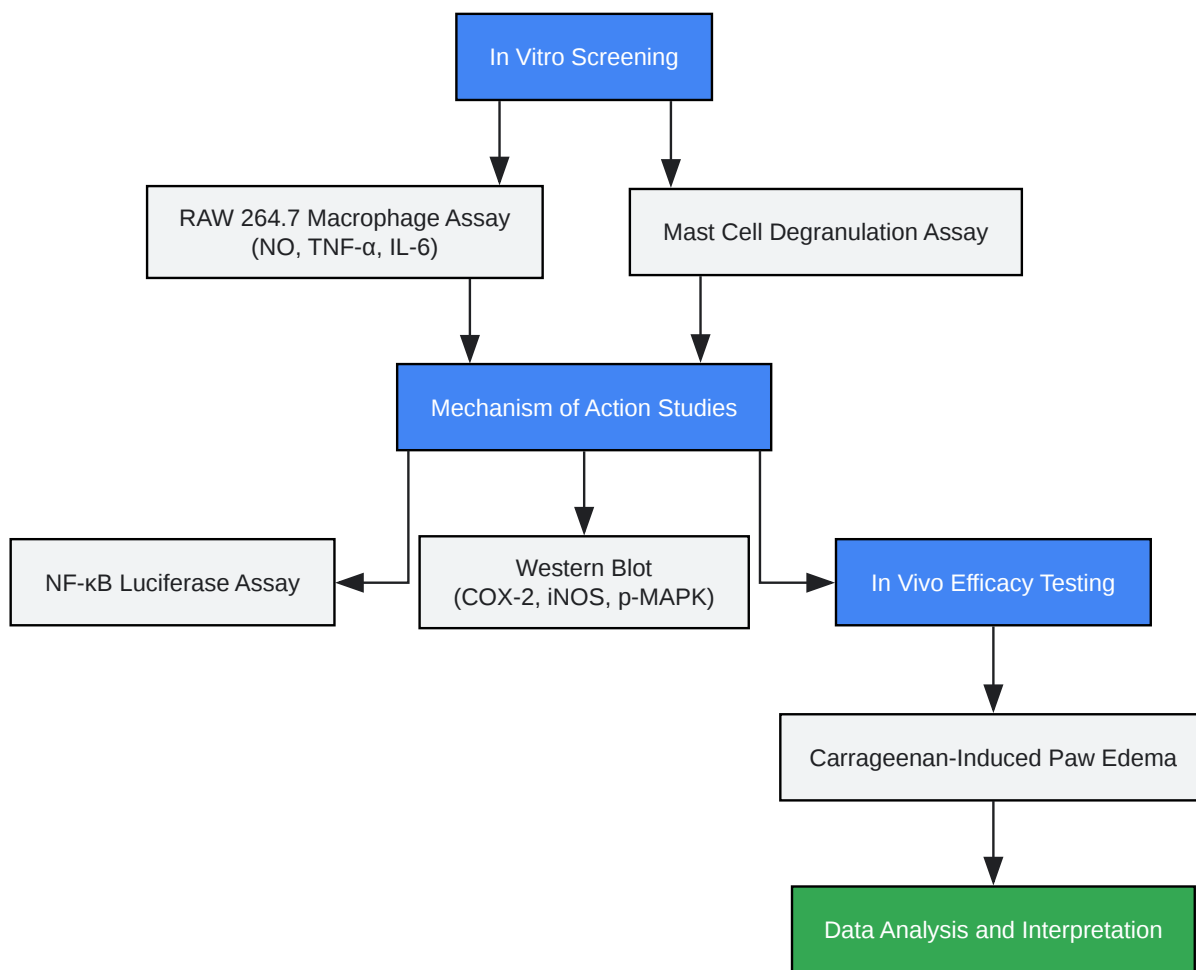 In Vitro Screening
RAW 264.7 Macrophage Assay
(NO, TNF-α, IL-6)
Mast Cell Degranulation Assay
Mechanism of Action Studies
NF-κB Luciferase Assay
Western Blot
(COX-2, iNOS, p-MAPK)
In Vivo Efficacy Testing
Carrageenan-Induced Paw Edema
Data Analysis and Interpretation